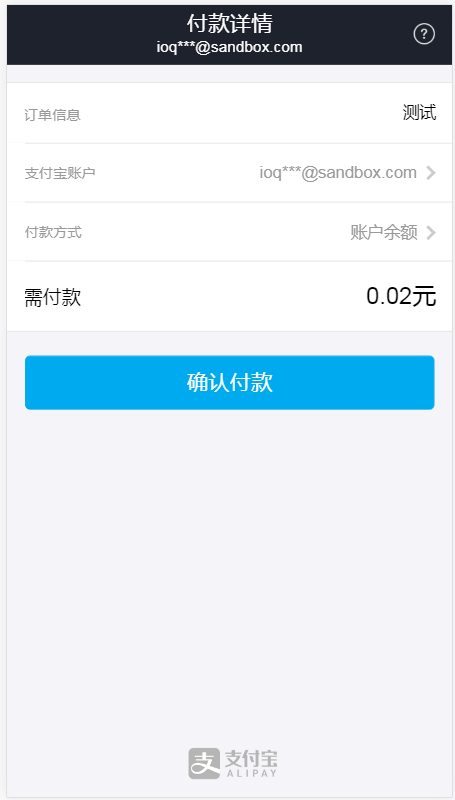 付款详情
ioq***@sandbox.com
?
订单信息 测试
支付宝账户 ioq***@sandbox.com
付款方式 账户余额
需付款 0.02元
确认付款
支 支付宝
ALIPAY